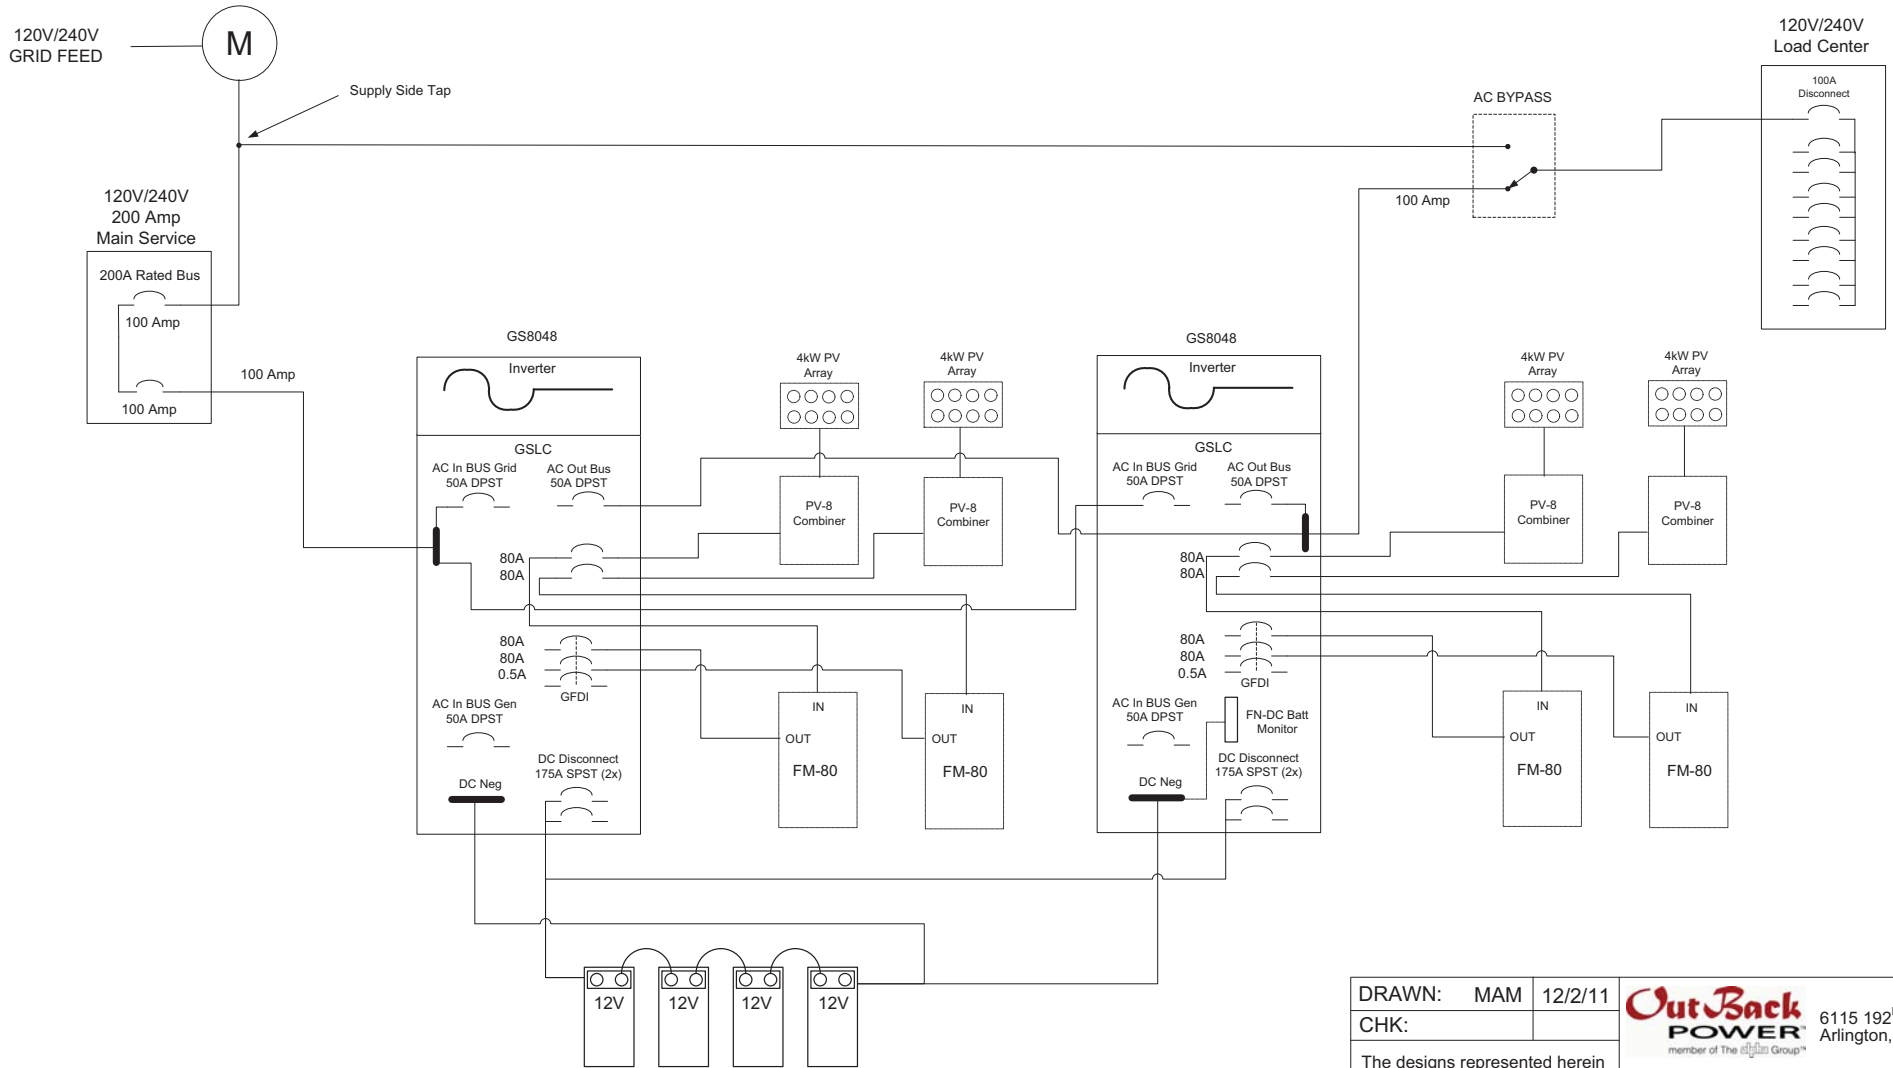 120V/240V
GRID FEED
M
Supply Side Tap
120V/240V
Load Center
100A
Disconnect
AC BYPASS
100 Amp
120V/240V
200 Amp
Main Service
200A Rated Bus
100 Amp
100 Amp
100 Amp
GS8048
Inverter
GSLC
AC In BUS Grid
50A DPST
AC Out Bus
50A DPST
80A
80A
80A
80A
0.5A
GFDI
AC In BUS Gen
50A DPST
DC Disconnect
175A SPST (2x)
DC Neg
4kW PV
Array
4kW PV
Array
PV-8
Combiner
PV-8
Combiner
IN
OUT
FM-80
IN
OUT
FM-80
GS8048
Inverter
GSLC
AC In BUS Grid
50A DPST
AC Out Bus
50A DPST
80A
80A
80A
80A
0.5A
GFDI
AC In BUS Gen
50A DPST
FN-DC Batt
Monitor
DC Disconnect
175A SPST (2x)
DC Neg
4kW PV
Array
4kW PV
Array
PV-8
Combiner
PV-8
Combiner
IN
OUT
FM-80
IN
OUT
FM-80
12V
12V
12V
12V
DRAWN: MAM 12/2/11
CHK:
The designs represented herein
OutBack
POWER™
member of The alpha Group™
6115 192
Arlington,